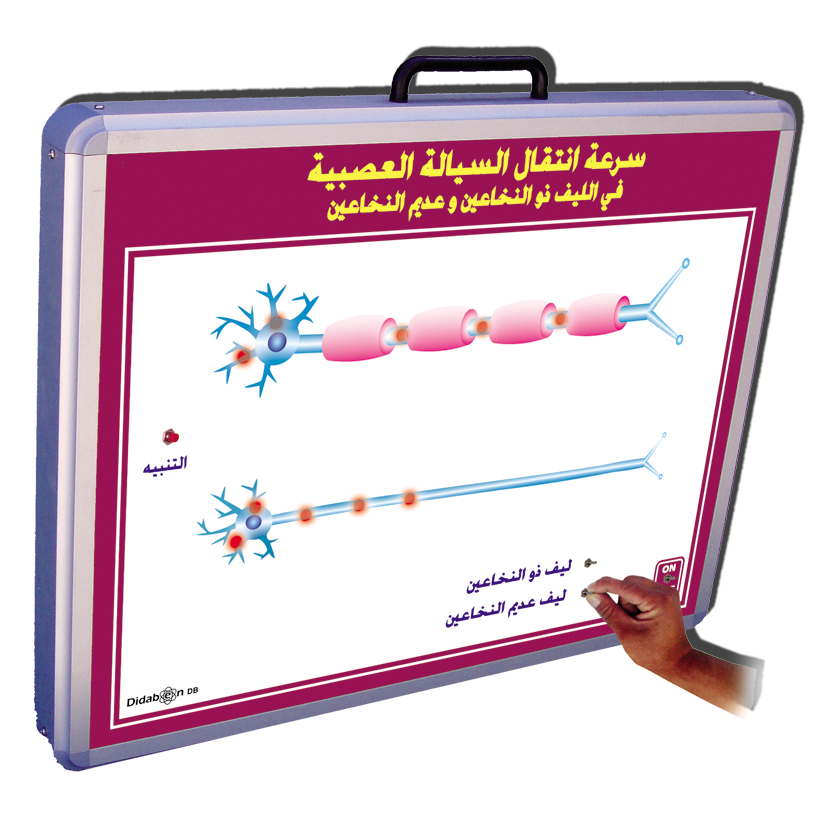 سرعة انتقال السيالة العصبية
في الليف ذو النخاعين و عديم النخاعين
التنبيه
ليف ذو النخاعين
ليف عديم النخاعين
ON
Didabon DB